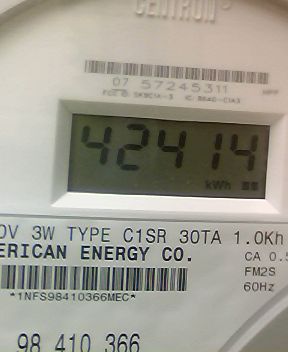 CENTRON
07 57245311
42414
kWh
0V 3W TYPE C1SR 30TA 1.0Kh
ERICAN ENERGY CO. CA 0.5
FM2S
*1NFS98410366MEC* 60Hz
98 410 366